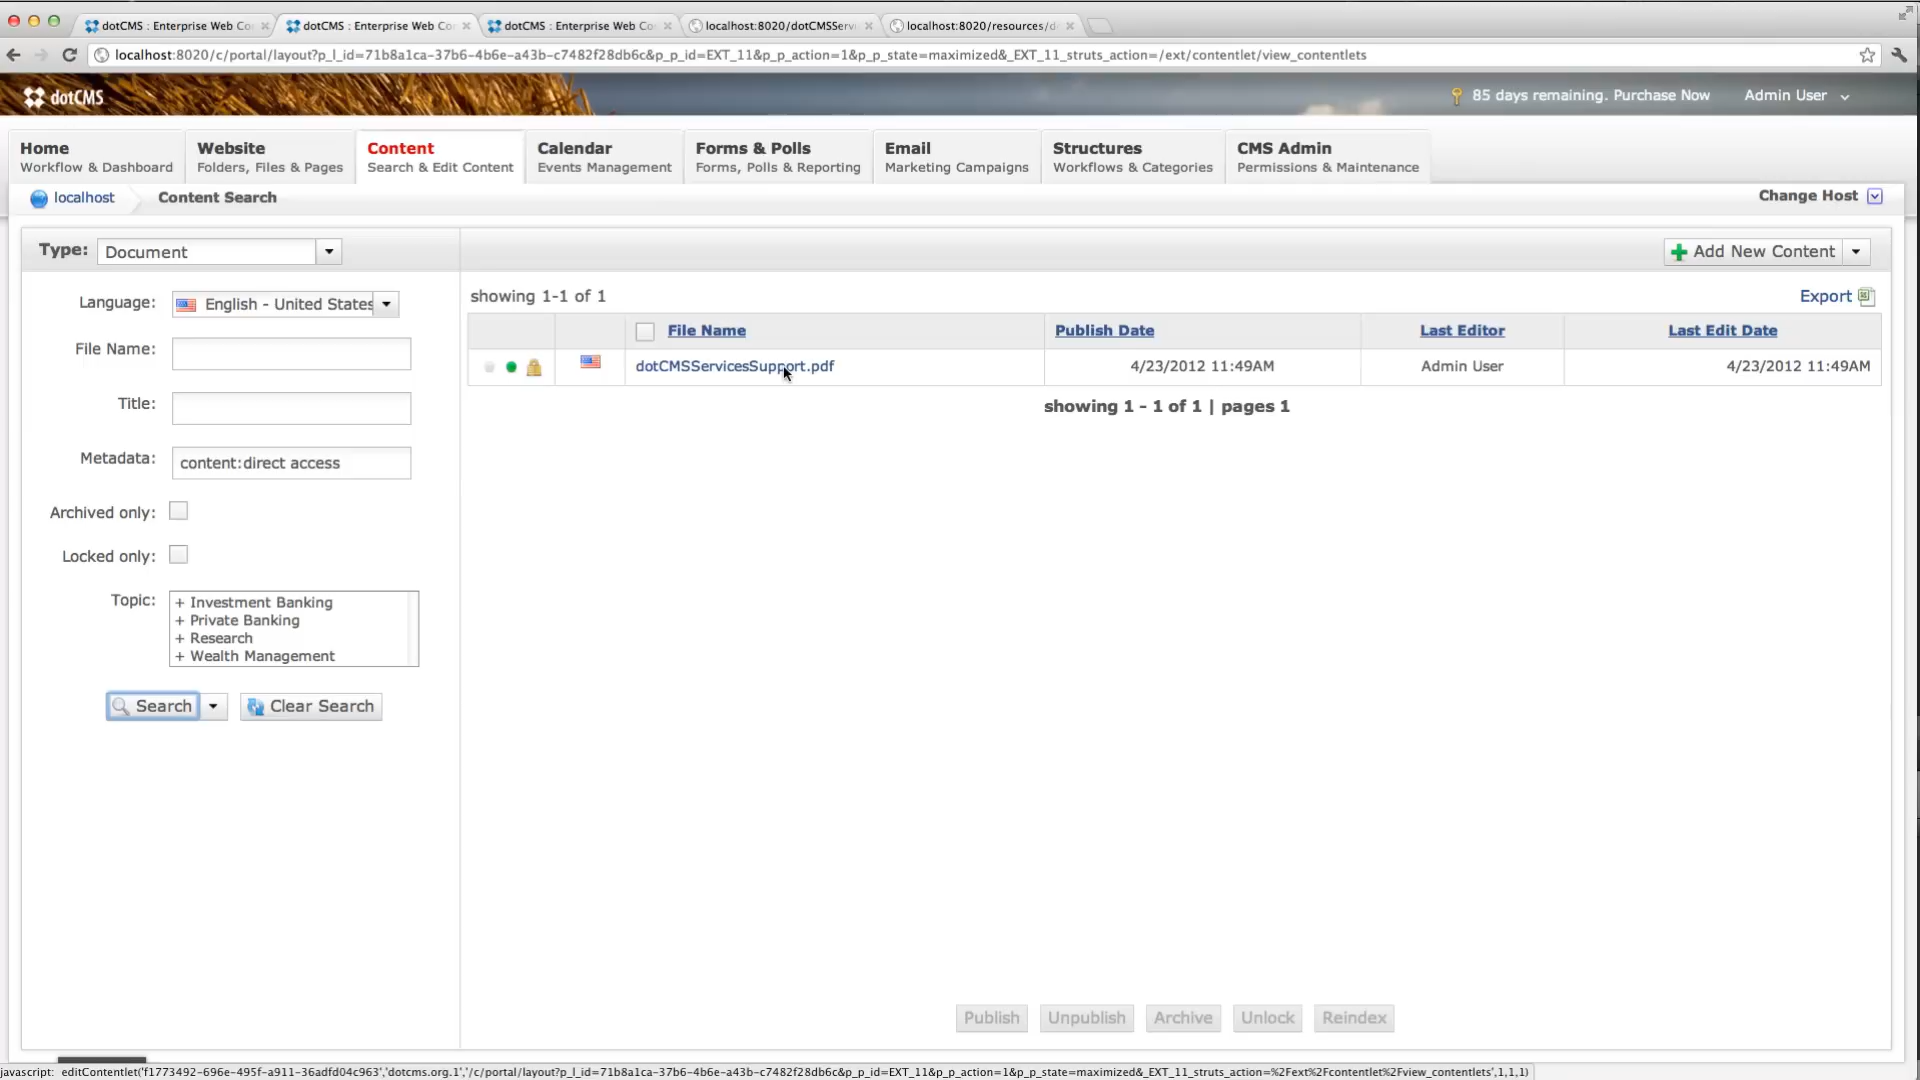 dotCMS : Enterprise Web Co
dotCMS : Enterprise Web Co
dotCMS : Enterprise Web Co
localhost:8020/dotCMSServi
localhost:8020/resources/d
localhost:8020/c/portal/layout?p_l_id=71b8a1ca-37b6-4b6e-a43b-c7482f28db6c&p_p_id=EXT_11&p_p_action=1&p_p_state=maximized&_EXT_11_struts_action=/ext/contentlet/view_contentlets
dotCMS
85 days remaining. Purchase Now
Admin User
Home
Workflow & Dashboard
Website
Folders, Files & Pages
Content
Search & Edit Content
Calendar
Events Management
Forms & Polls
Forms, Polls & Reporting
Email
Marketing Campaigns
Structures
Workflows & Categories
CMS Admin
Permissions & Maintenance
localhost
Content Search
Change Host
Type: Document
Add New Content
Language: English - United States
File Name:
Title:
Metadata: content:direct access
Archived only:
Locked only:
Topic:
+ Investment Banking
+ Private Banking
+ Research
+ Wealth Management
Search
Clear Search
showing 1-1 of 1
Export
File Name Publish Date Last Editor Last Edit Date
dotCMSServicesSupport.pdf 4/23/2012 11:49AM Admin User 4/23/2012 11:49AM
showing 1 - 1 of 1 | pages 1
Publish Unpublish Archive Unlock Reindex
javascript: editContentlet('f1773492-696e-495f-a911-36adfd04c963','dotcms.org.1','/c/portal/layout?p_l_id=71b8a1ca-37b6-4b6e-a43b-c7482f28db6c&p_p_id=EXT_11&p_p_action=1&p_p_state=maximized&_EXT_11_struts_action=%2Fext%2Fcontentlet%2Fview_contentlets',1,1,1)